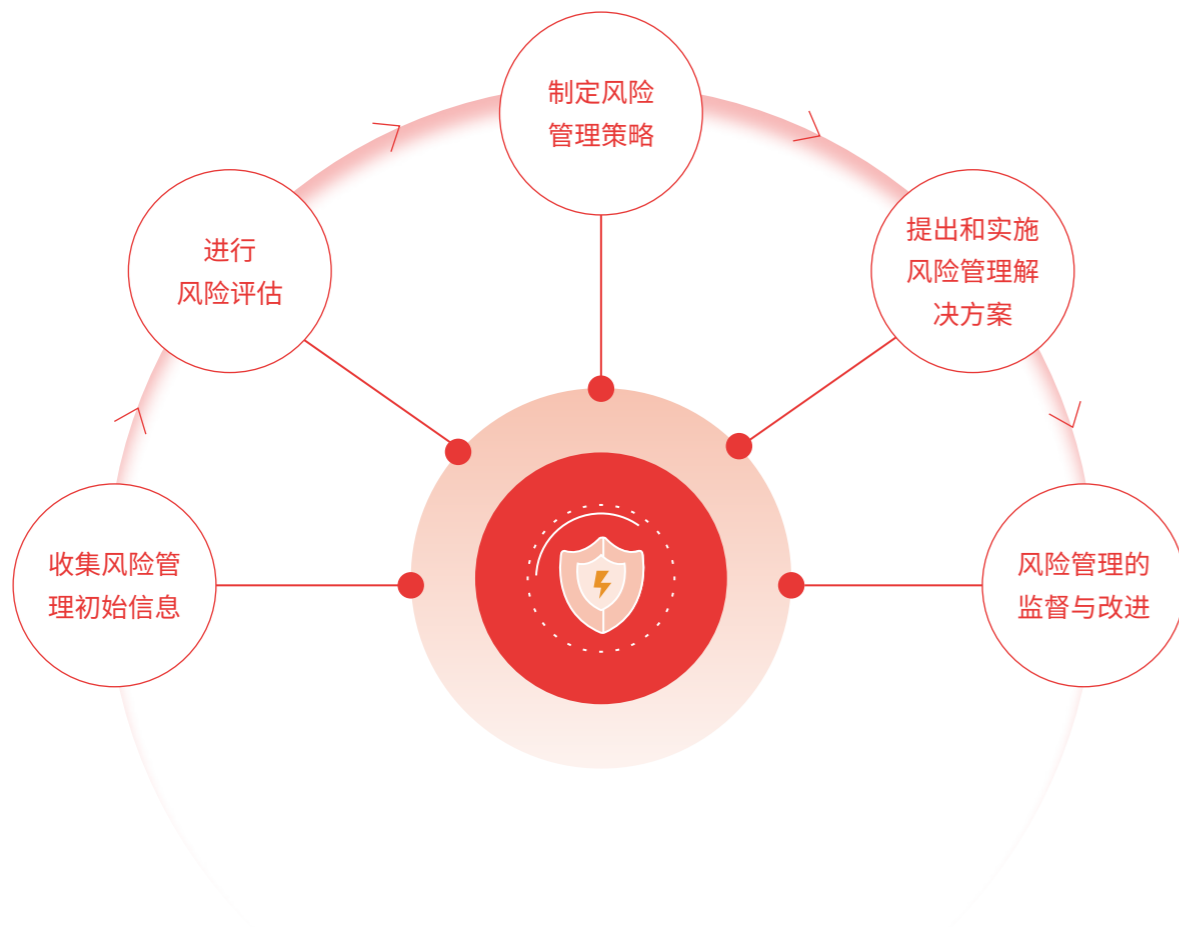 收集风险管
理初始信息
进行
风险评估
制定风险
管理策略
提出和实施
风险管理解
决方案
风险管理的
监督与改进